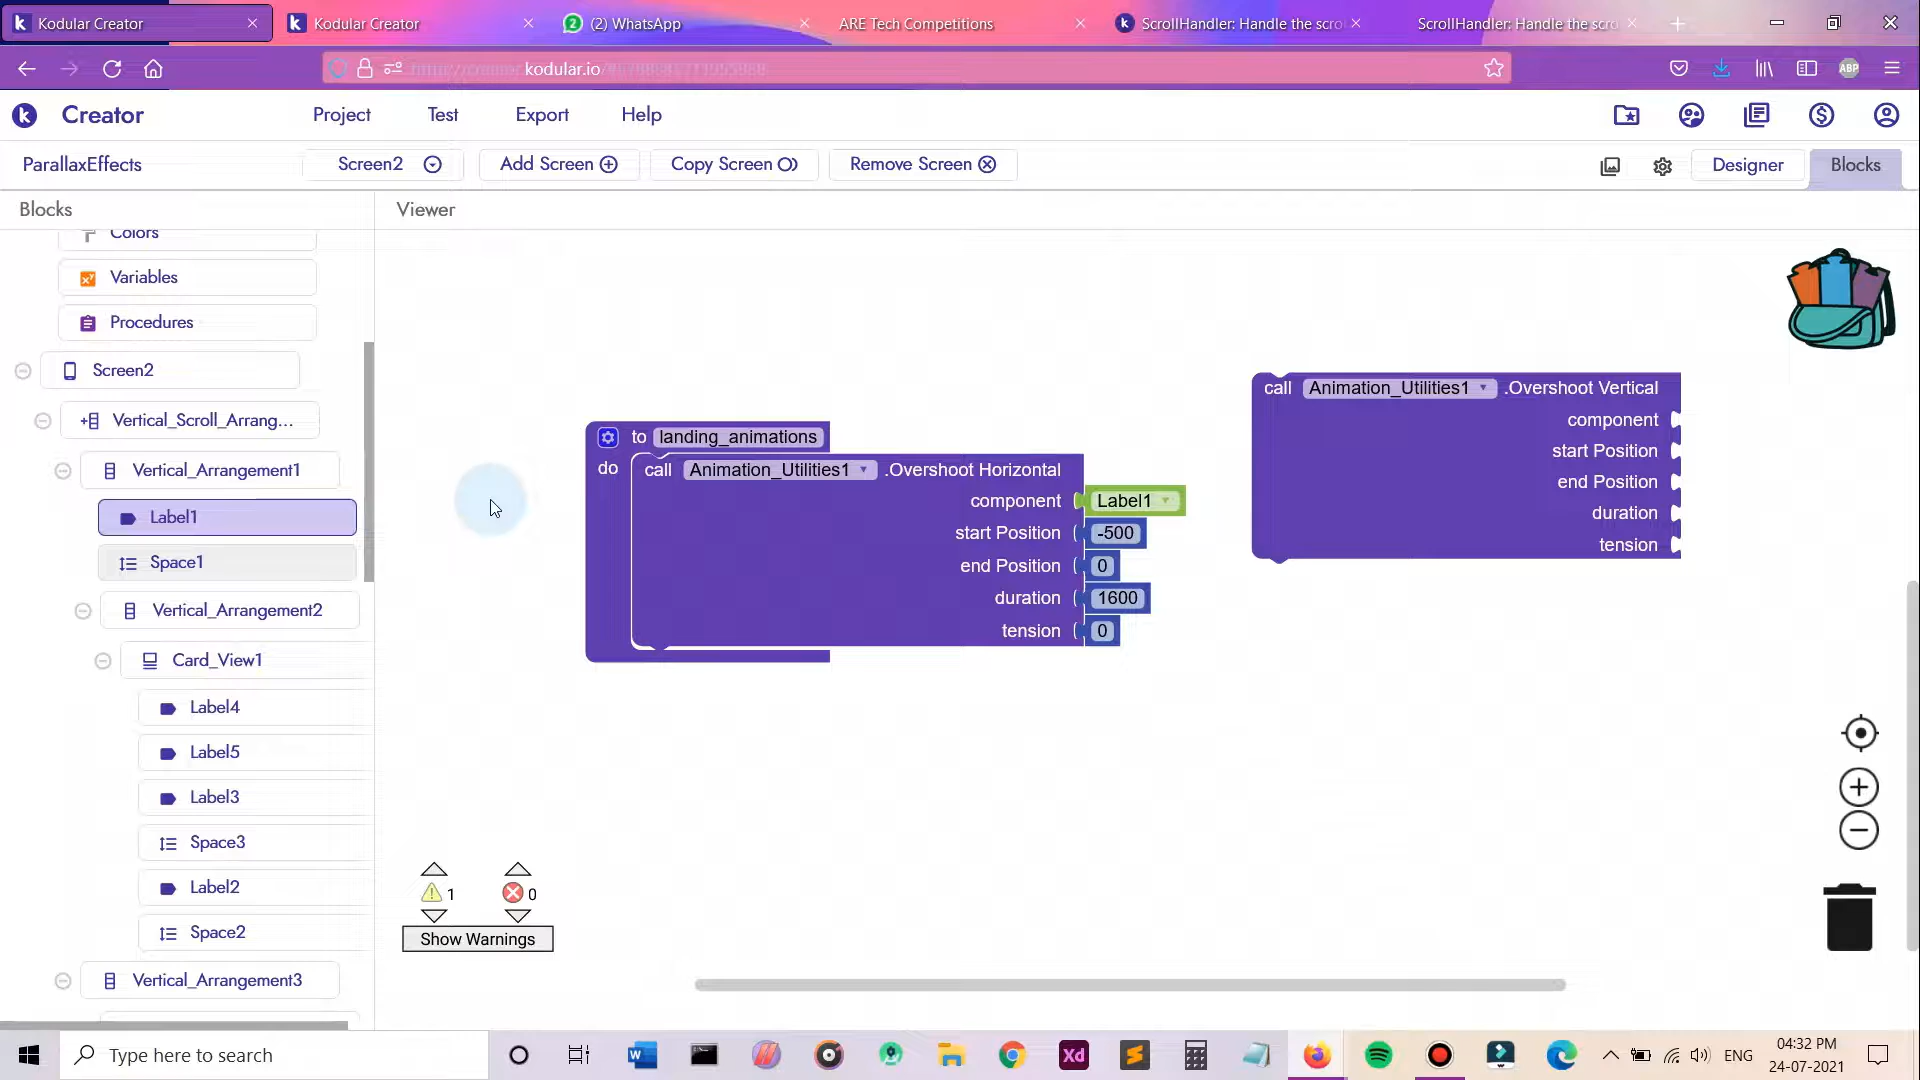 Kodular Creator
Kodular Creator
(2) WhatsApp
ARE Tech Competitions
ScrollHandler: Handle the scro
ScrollHandler: Handle the scro
kodular.io
ABP
Creator
Project
Test
Export
Help
ParallaxEffects
Screen2
Add Screen
Copy Screen
Remove Screen
Designer
Blocks
Blocks
Viewer
Colors
Variables
Procedures
Screen2
Vertical_Scroll_Arrang...
Vertical_Arrangement1
Label1
Space1
Vertical_Arrangement2
Card_View1
Label4
Label5
Label3
Space3
Label2
Space2
Vertical_Arrangement3
to landing_animations
do call Animation_Utilities1 .Overshoot Horizontal
component Label1
start Position -500
end Position 0
duration 1600
tension 0
call Animation_Utilities1 .Overshoot Vertical
component
start Position
end Position
duration
tension
1 0
Show Warnings
Type here to search
W
Xd
ENG
04:32 PM
24-07-2021